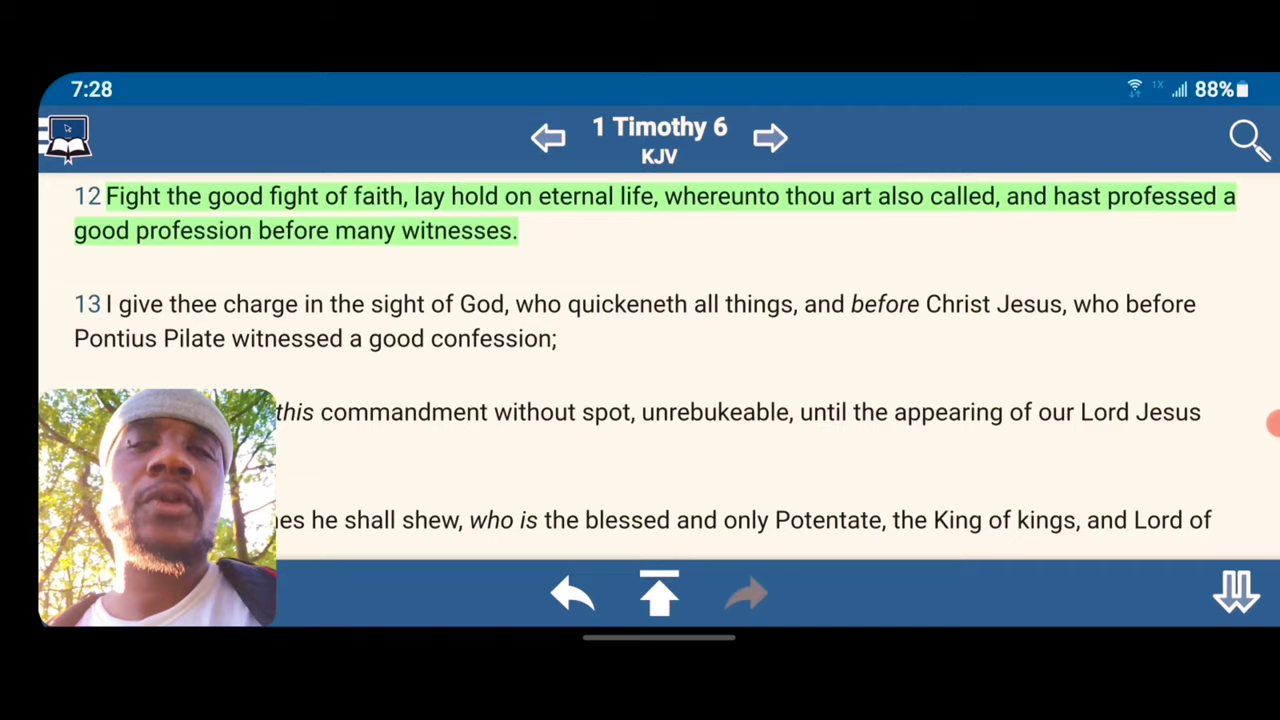 7:28
1X
88%
1 Timothy 6
KJV
12 Fight the good fight of faith, lay hold on eternal life, whereunto thou art also called, and hast professed a
good profession before many witnesses.
13 I give thee charge in the sight of God, who quickeneth all things, and before Christ Jesus, who before
Pontius Pilate witnessed a good confession;
this commandment without spot, unrebukeable, until the appearing of our Lord Jesus
he shall shew, who is the blessed and only Potentate, the King of kings, and Lord of